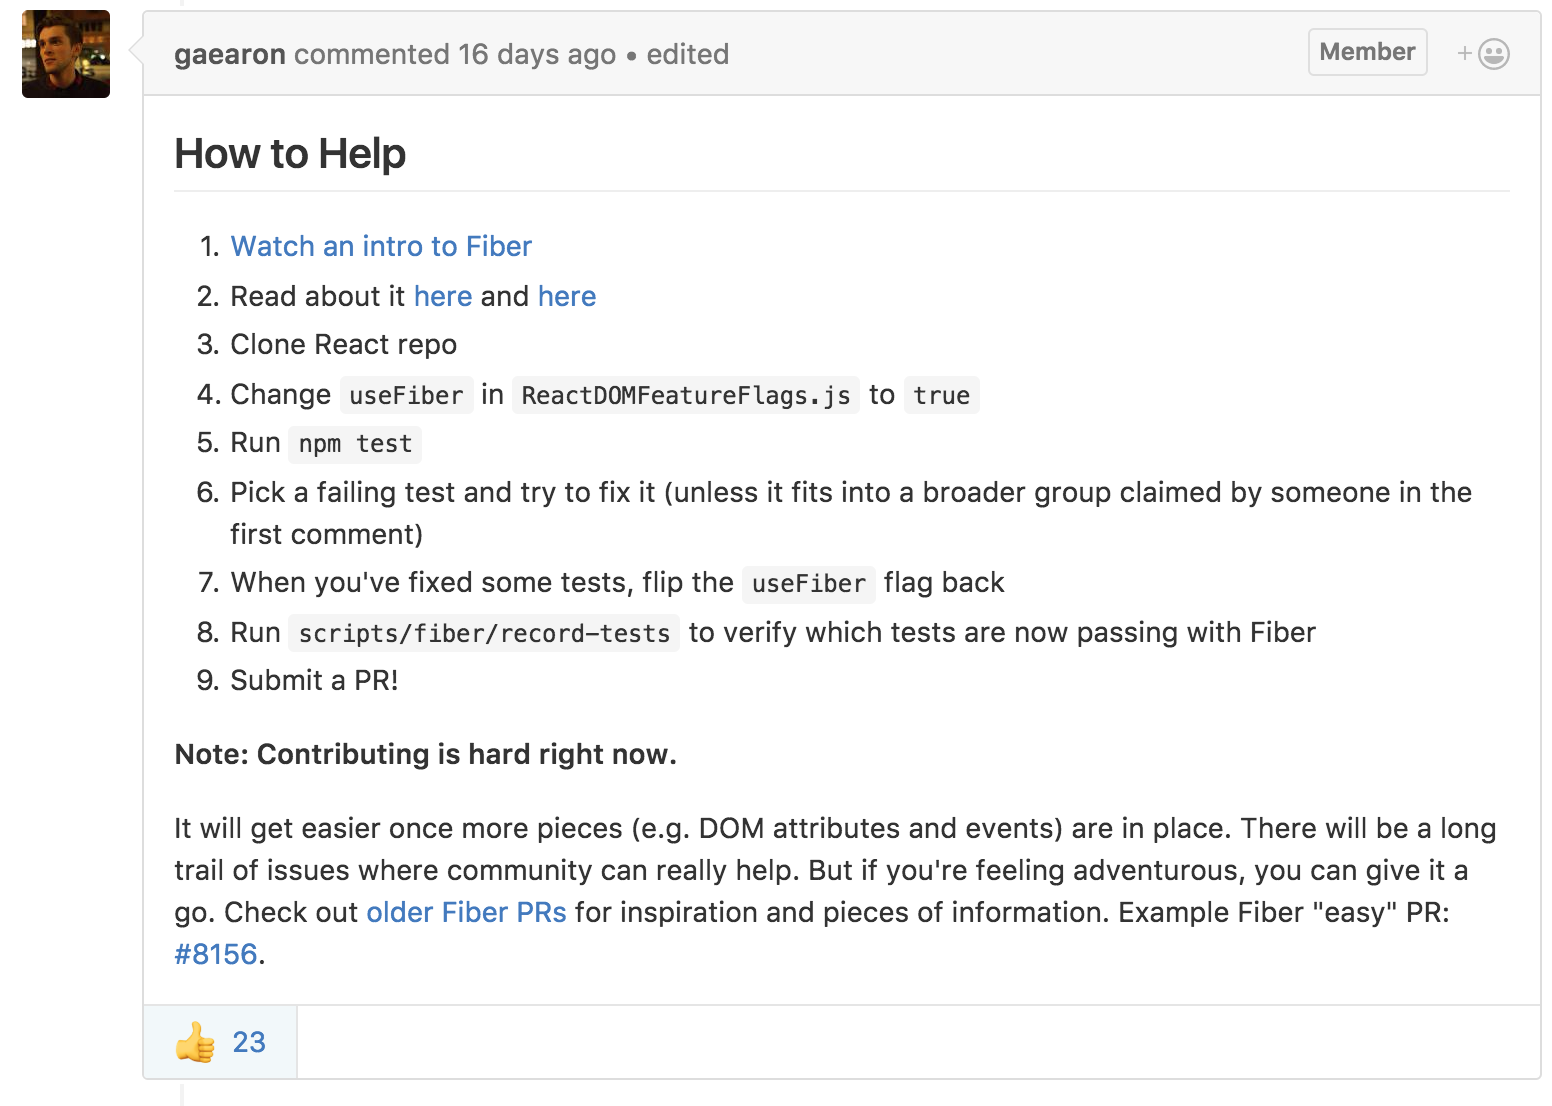 gaearon commented 16 days ago • edited
Member
+
How to Help
1. Watch an intro to Fiber
2. Read about it here and here
3. Clone React repo
4. Change useFiber in ReactDOMFeatureFlags.js to true
5. Run npm test
6. Pick a failing test and try to fix it (unless it fits into a broader group claimed by someone in the
first comment)
7. When you've fixed some tests, flip the useFiber flag back
8. Run scripts/fiber/record-tests to verify which tests are now passing with Fiber
9. Submit a PR!
Note: Contributing is hard right now.
It will get easier once more pieces (e.g. DOM attributes and events) are in place. There will be a long
trail of issues where community can really help. But if you're feeling adventurous, you can give it a
go. Check out older Fiber PRs for inspiration and pieces of information. Example Fiber "easy" PR:
#8156.
👍 23